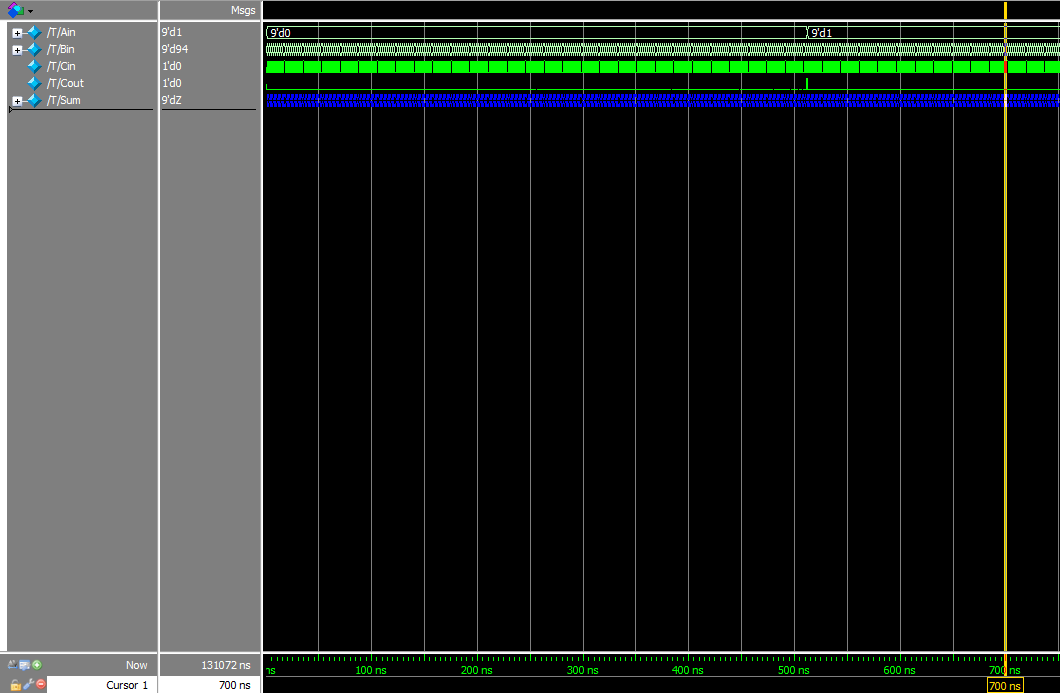 Msgs
/T/Ain 9'd1 9'd0 9'd1
/T/Bin 9'd94
/T/Cin 1'd0
/T/Cout 1'd0
/T/Sum 9'dZ
Now 131072 ns ns 100 ns 200 ns 300 ns 400 ns 500 ns 600 ns 700 ns
Cursor 1 700 ns 700 ns